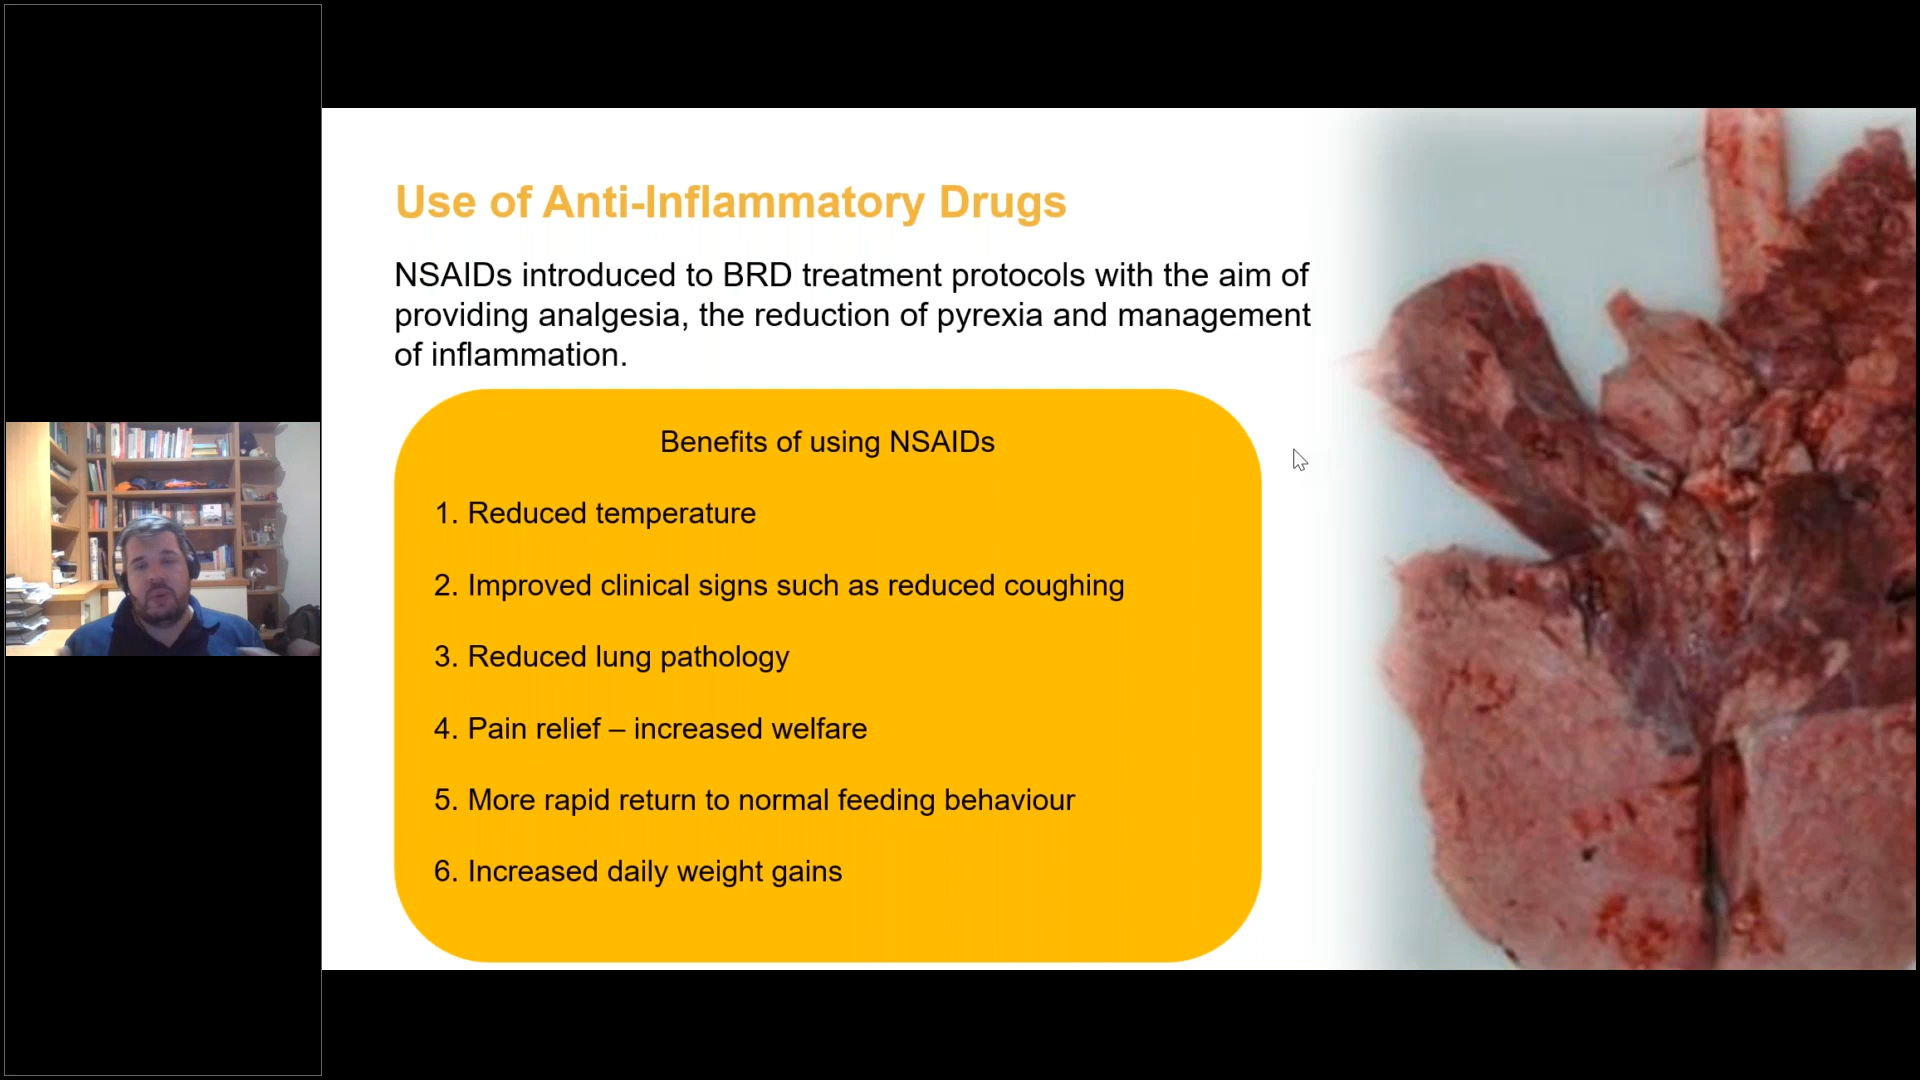 Use of Anti-Inflammatory Drugs
NSAIDs introduced to BRD treatment protocols with the aim of
providing analgesia, the reduction of pyrexia and management
of inflammation.
Benefits of using NSAIDs
1. Reduced temperature
2. Improved clinical signs such as reduced coughing
3. Reduced lung pathology
4. Pain relief – increased welfare
5. More rapid return to normal feeding behaviour
6. Increased daily weight gains